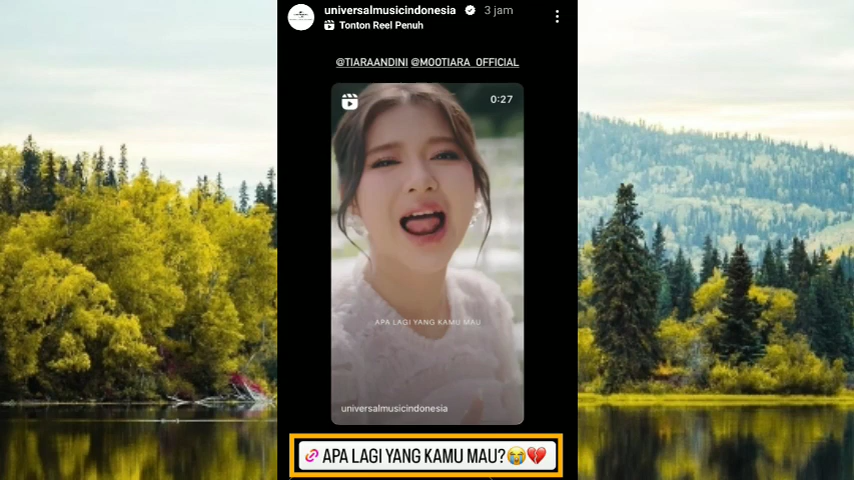 universalmusicindonesia 3 jam
Tonton Reel Penuh
@TIARAANDINI @MOOTIARA_OFFICIAL
0:27
APA LAGI YANG KAMU MAU
universalmusicindonesia
APA LAGI YANG KAMU MAU?😭💔